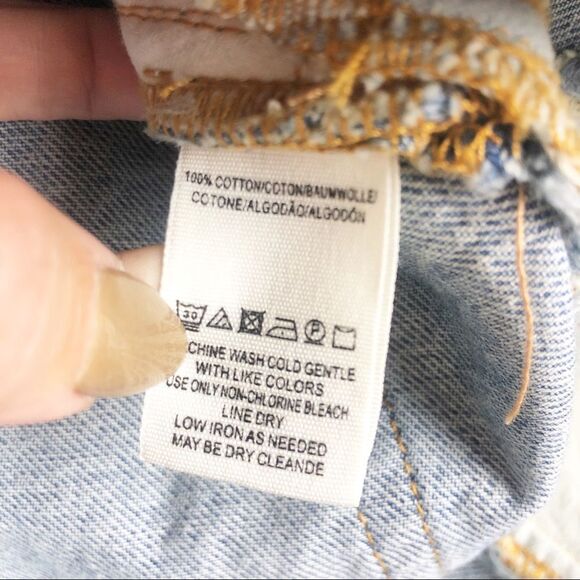 100% COTTON/COTON/BAUMWOLLE/
COTONE/ALGODÃO/ALGODÓN
30 P
CHINE WASH COLD GENTLE
WITH LIKE COLORS
USE ONLY NON-CHLORINE BLEACH
LINE DRY
LOW IRON AS NEEDED
MAY BE DRY CLEANDE